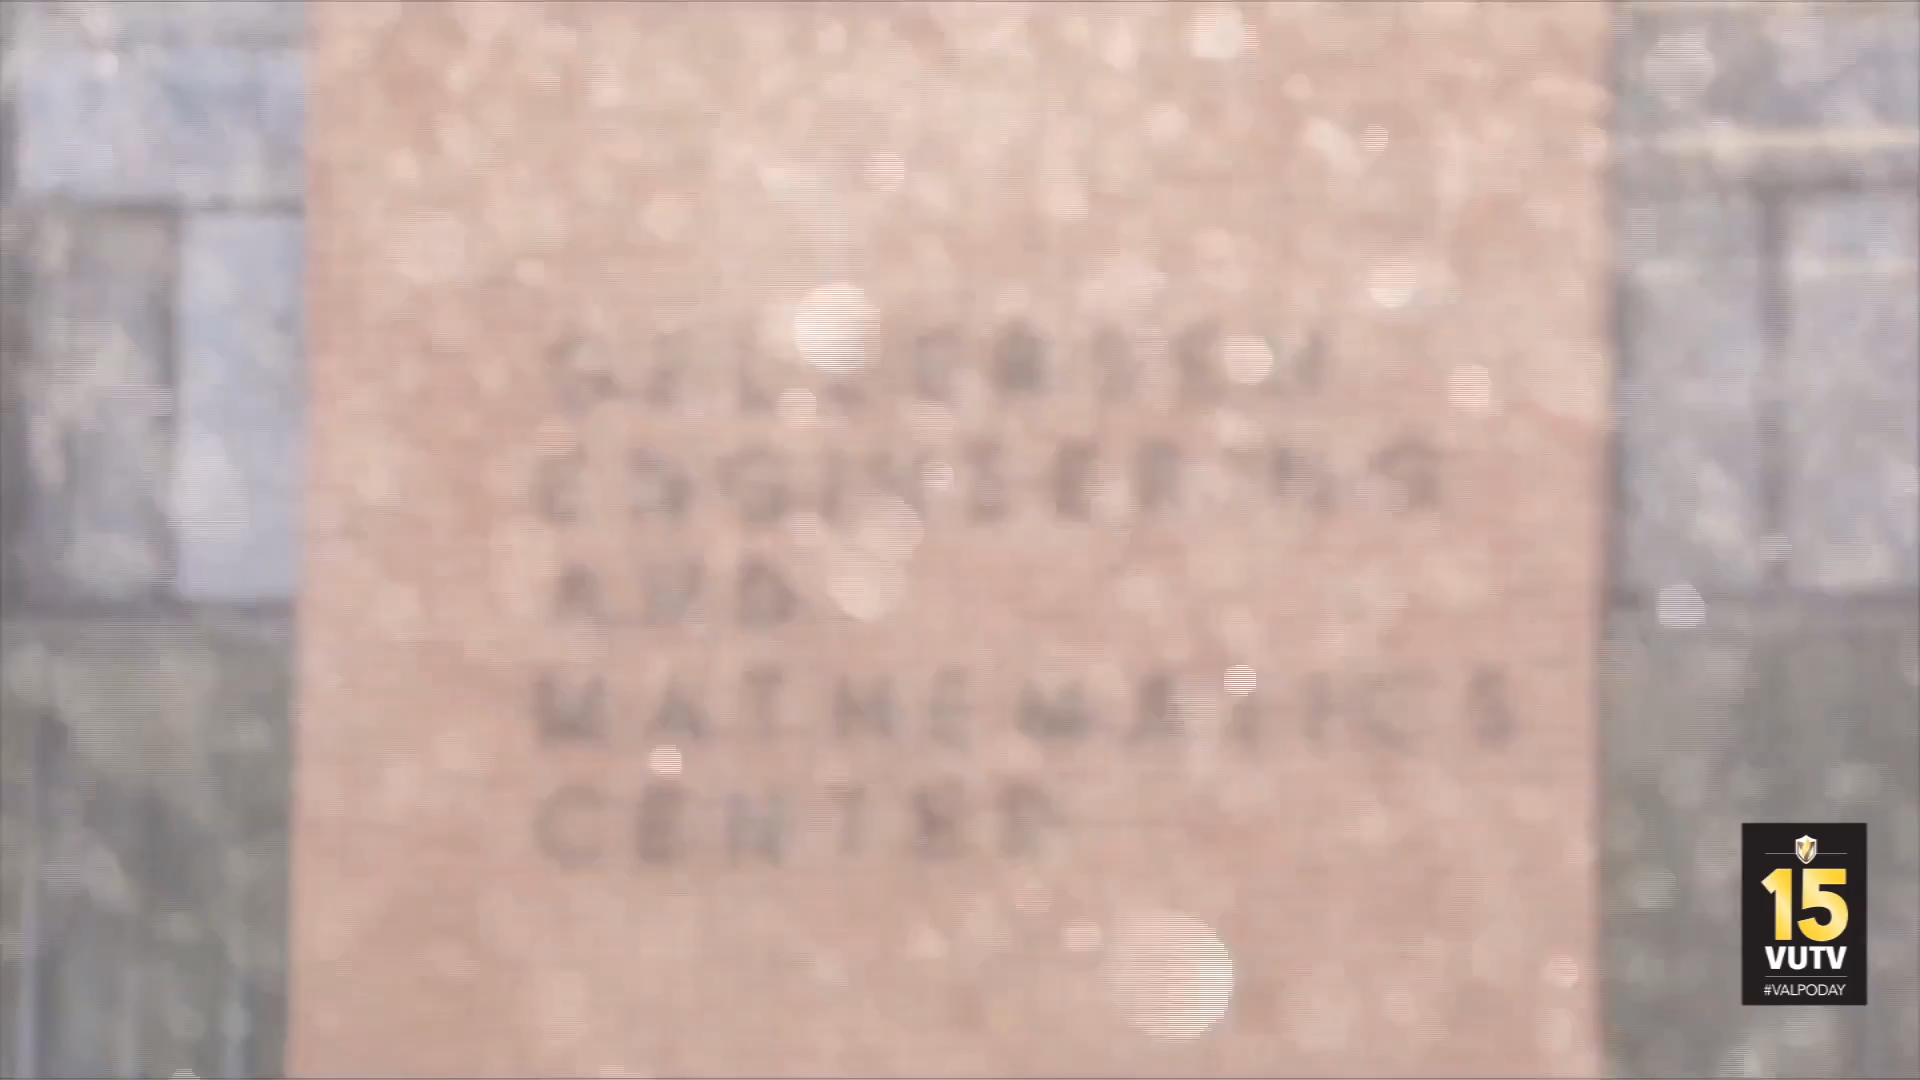 ENGINEERING
AND
MATHEMATICS
CENTER
15
VUTV
#VALPODAY